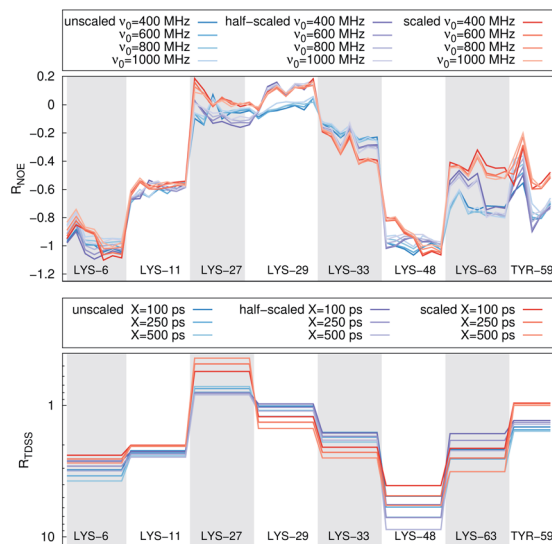 unscaled ν₀=400 MHz half-scaled ν₀=400 MHz scaled ν₀=400 MHz
ν₀=600 MHz ν₀=600 MHz ν₀=600 MHz
ν₀=800 MHz ν₀=800 MHz ν₀=800 MHz
ν₀=1000 MHz ν₀=1000 MHz ν₀=1000 MHz
0.2
0
−0.2
−0.4
−0.6
−0.8
−1
−1.2
R_NOE
LYS-6 LYS-11 LYS-27 LYS-29 LYS-33 LYS-48 LYS-63 TYR-59
unscaled X=100 ps half-scaled X=100 ps scaled X=100 ps
X=250 ps X=250 ps X=250 ps
X=500 ps X=500 ps X=500 ps
1
10
R_TDSS
LYS-6 LYS-11 LYS-27 LYS-29 LYS-33 LYS-48 LYS-63 TYR-59